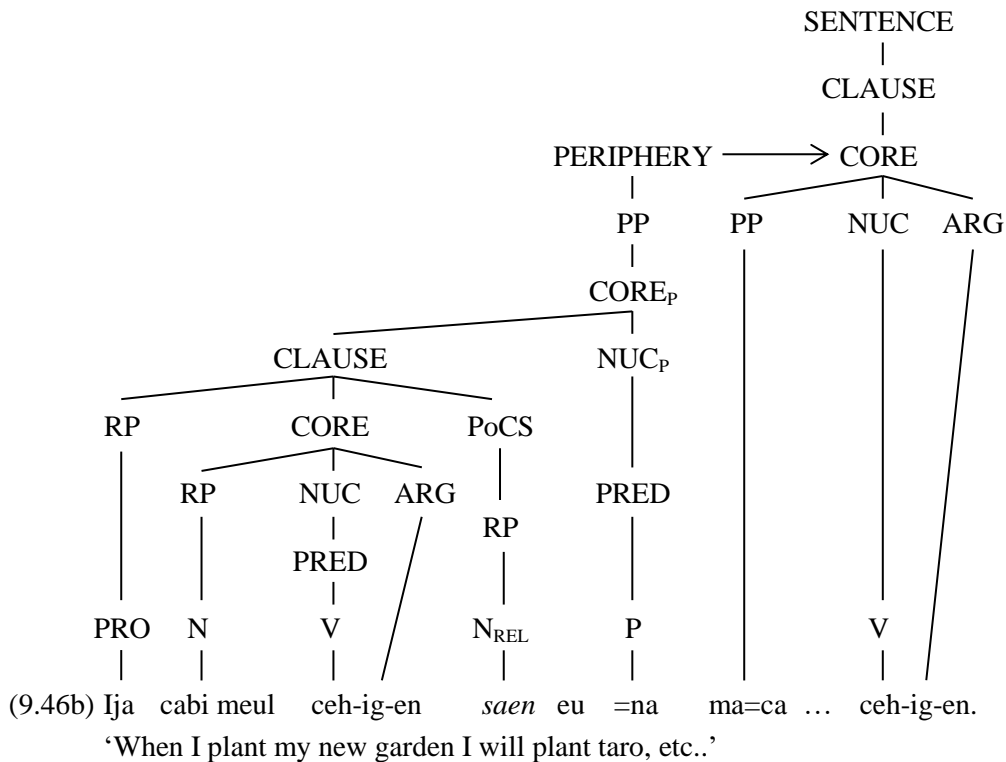 SENTENCE
CLAUSE
PERIPHERY CORE
PP PP NUC ARG
COREP
CLAUSE NUCP
RP CORE PoCS
RP NUC ARG PRED
RP
PRED
PRO N V NREL P V
(9.46b) Ija cabi meul ceh-ig-en saen eu =na ma=ca … ceh-ig-en.
‘When I plant my new garden I will plant taro, etc..’